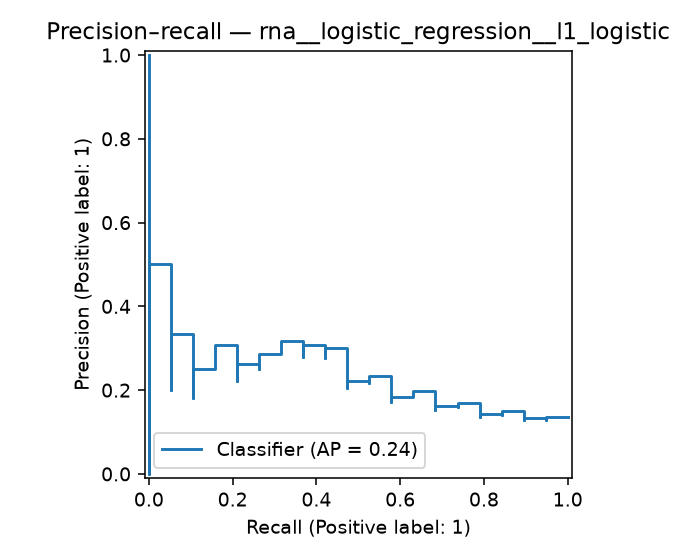 Precision–recall — rna__logistic_regression__l1_logistic
Precision (Positive label: 1)
1.0
0.8
0.6
0.4
0.2
0.0
Classifier (AP = 0.24)
0.0 0.2 0.4 0.6 0.8 1.0
Recall (Positive label: 1)